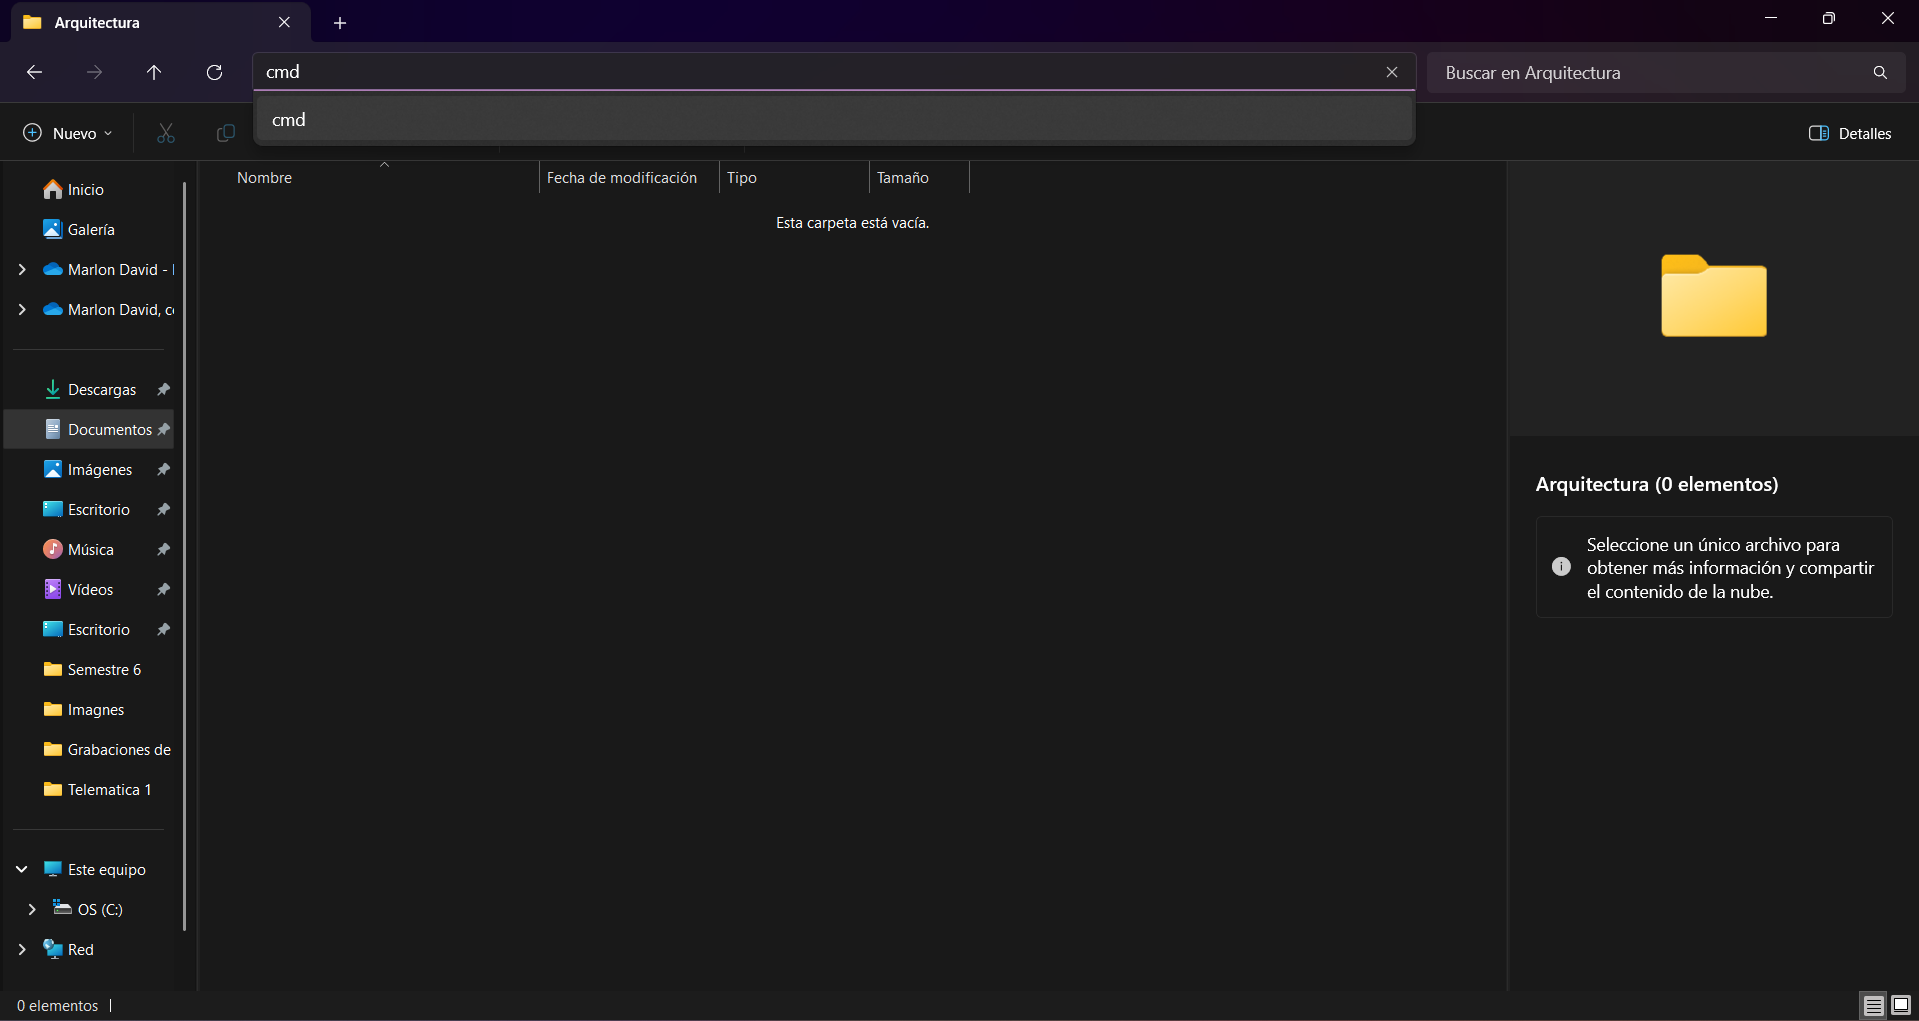 Arquitectura
cmd
Buscar en Arquitectura
cmd
Nuevo
Detalles
Nombre
Fecha de modificación
Tipo
Tamaño
Esta carpeta está vacía.
Inicio
Galería
Marlon David -
Marlon David, c
Descargas
Documentos
Imágenes
Escritorio
Música
Vídeos
Escritorio
Semestre 6
Imagnes
Grabaciones de
Telematica 1
Este equipo
OS (C:)
Red
Arquitectura (0 elementos)
Seleccione un único archivo para
obtener más información y compartir
el contenido de la nube.
0 elementos